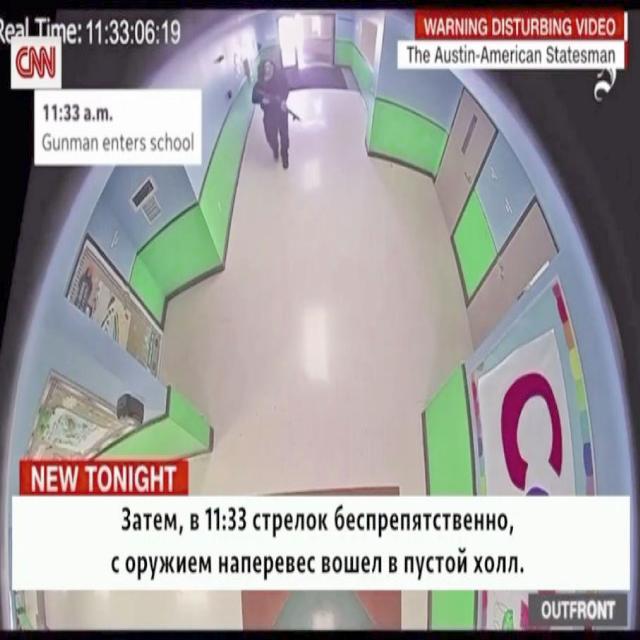 Real Time: 11:33:06:19
WARNING DISTURBING VIDEO
The Austin-American Statesman
CNN
11:33 a.m.
Gunman enters school
C
NEW TONIGHT
Затем, в 11:33 стрелок беспрепятственно,
с оружием наперевес вошел в пустой холл.
OUTFRONT